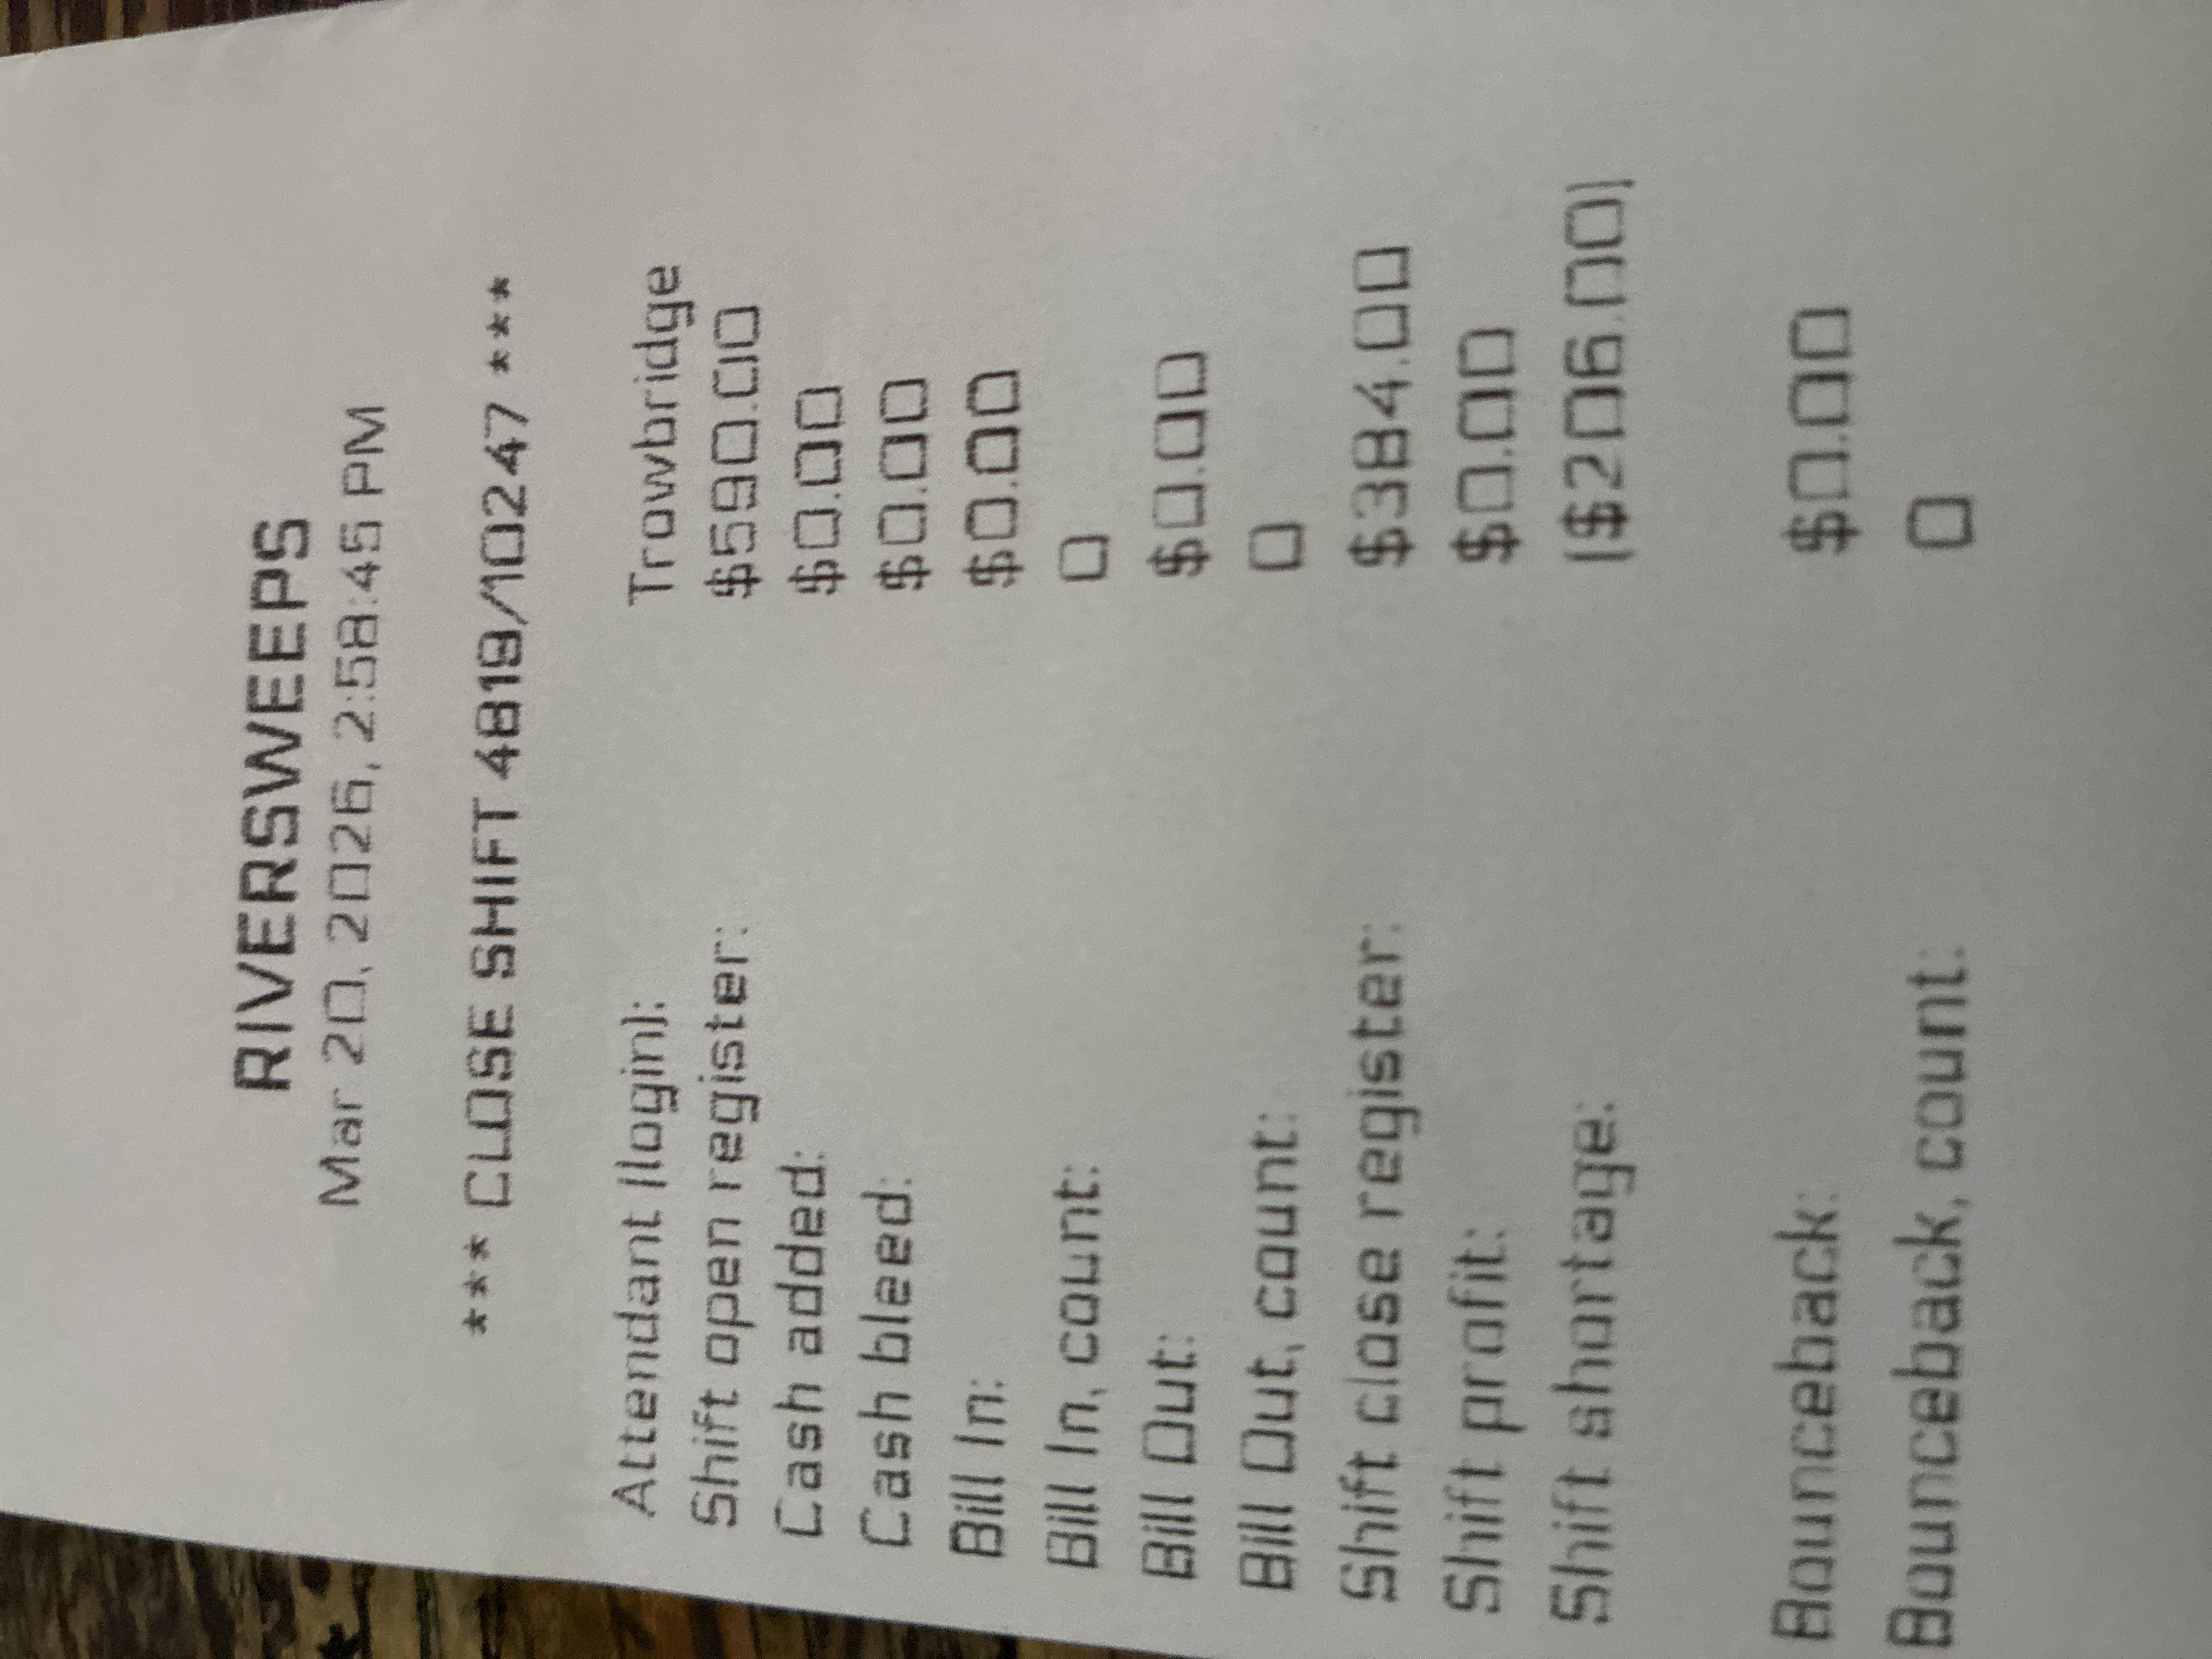 RIVERSWEEPS
Mar 20, 2026, 2:58:45 PM
*** CLOSE SHIFT 4819/10247 ***
Attendant (login): Trowbridge
Shift open register: $590.00
Cash added: $0.00
Cash bleed: $0.00
Bill In: $0.00
Bill In, count: 0
Bill Out: $0.00
Bill Out, count: 0
Shift close register: $384.00
Shift profit: $0.00
Shift shortage: ($206.00)
Bounceback: $0.00
Bounceback, count: 0